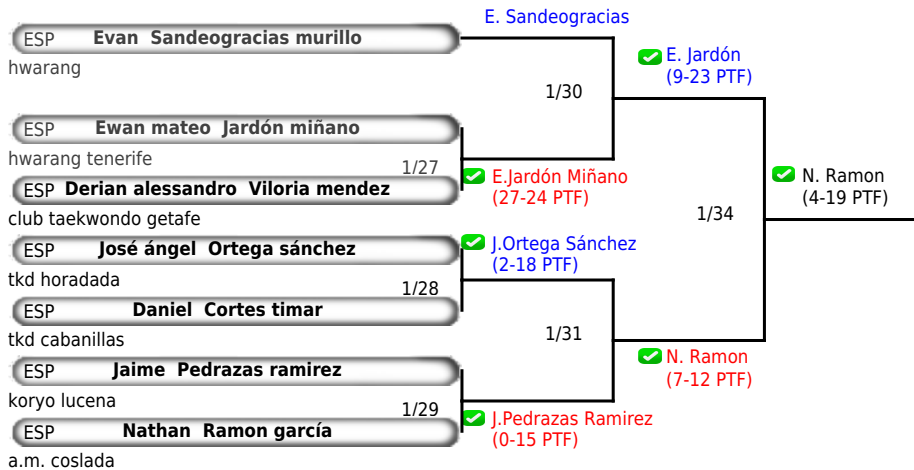 E. Sandeogracias
ESP Evan Sandeogracias murillo
hwarang
E. Jardón
(9-23 PTF)
1/30
ESP Ewan mateo Jardón miñano
hwarang tenerife
1/27
E.Jardón Miñano
(27-24 PTF)
ESP Derian alessandro Viloria mendez
club taekwondo getafe
N. Ramon
(4-19 PTF)
1/34
ESP José ángel Ortega sánchez
tkd horadada
J.Ortega Sánchez
(2-18 PTF)
1/28
ESP Daniel Cortes timar
tkd cabanillas
1/31
N. Ramon
(7-12 PTF)
ESP Jaime Pedrazas ramirez
koryo lucena
1/29
J.Pedrazas Ramirez
(0-15 PTF)
ESP Nathan Ramon garcía
a.m. coslada